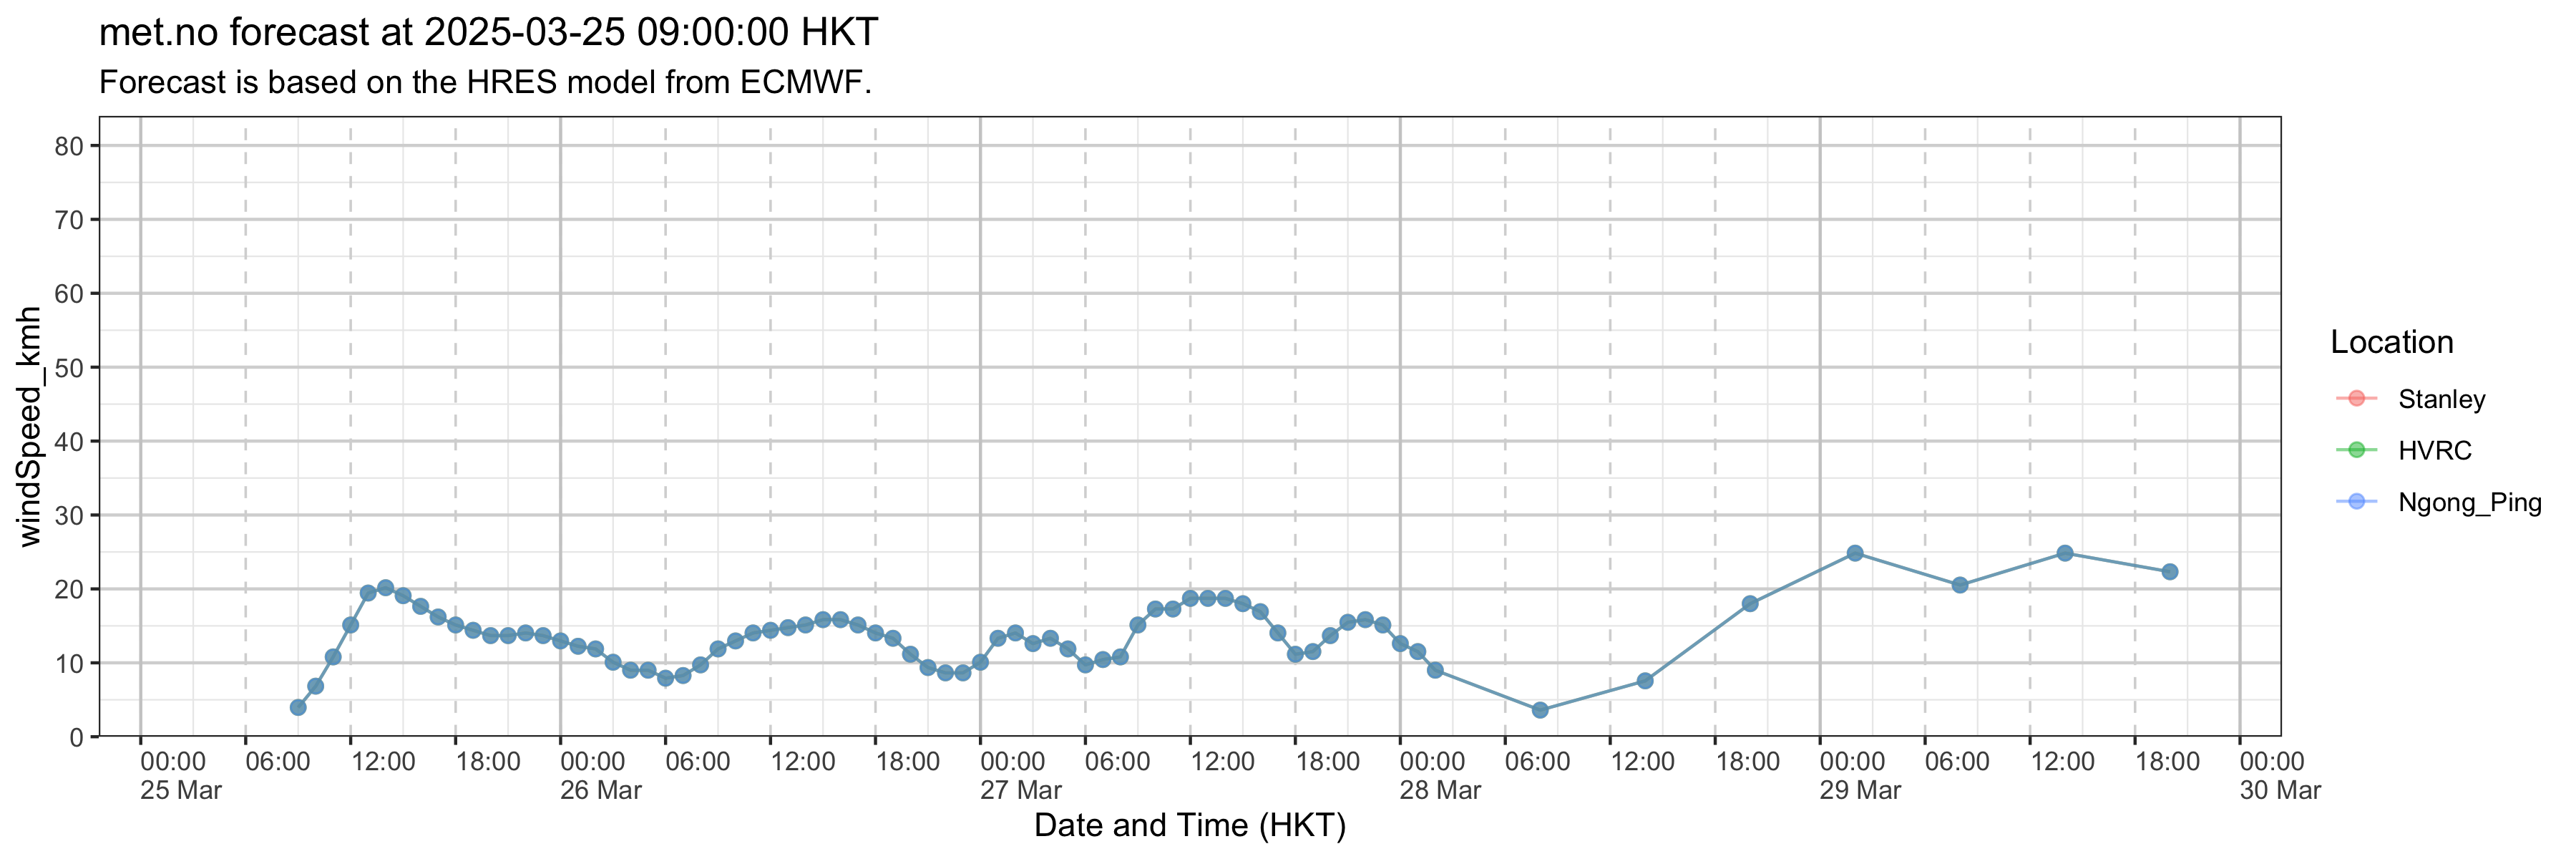 met.no forecast at 2025-03-25 09:00:00 HKT
Forecast is based on the HRES model from ECMWF.
windSpeed_kmh
80
70
60
50
40
30
20
10
0
00:00 06:00 12:00 18:00 00:00 06:00 12:00 18:00 00:00 06:00 12:00 18:00 00:00 06:00 12:00 18:00 00:00 06:00 12:00 18:00 00:00
25 Mar 26 Mar 27 Mar 28 Mar 29 Mar 30 Mar
Date and Time (HKT)
Location
Stanley
HVRC
Ngong_Ping